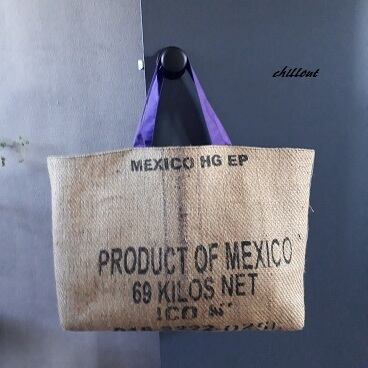 chillout
MEXICO HG EP
PRODUCT OF MEXICO
69 KILOS NET
ICO N°